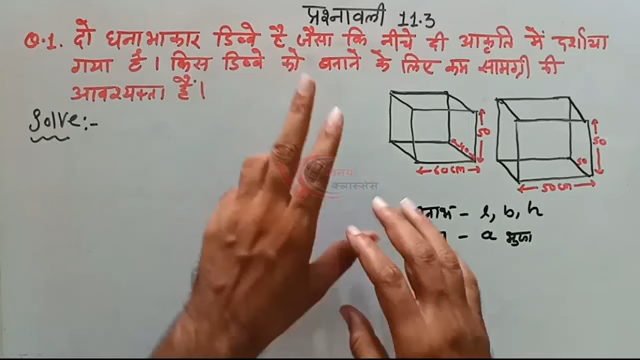 प्रश्नावली 11.3
Q.1. दो घनाभाकार डिब्बे है जैसा कि नीचे दी आकृति में दर्शाया
गया है। किस डिब्बे को बनाने के लिए कम सामग्री की
आवश्यकता है।
Solve:-
50
60cm
50
50
50cm
क्लासेस
- l, b, h
- a भुजा